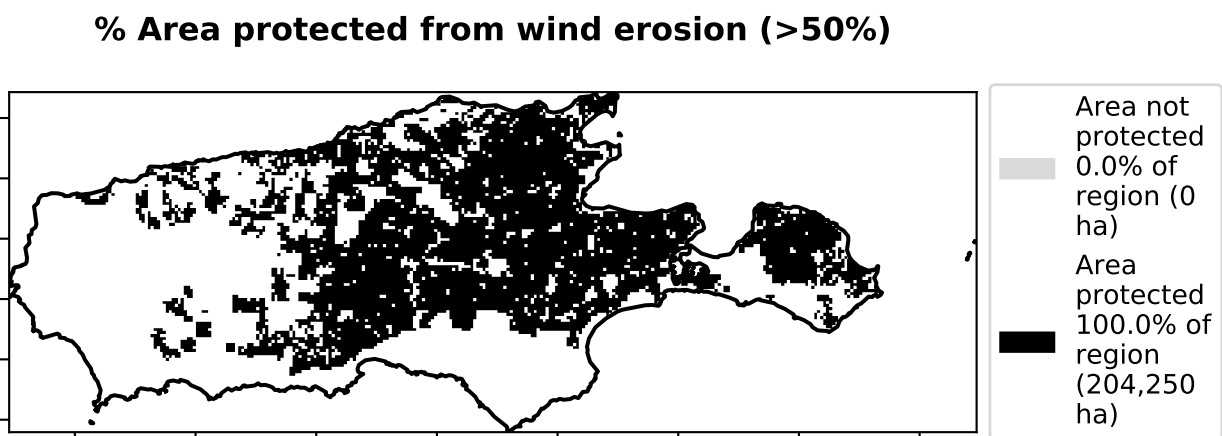 % Area protected from wind erosion (>50%)
Area not
protected
0.0% of
region (0
ha)
Area
protected
100.0% of
region
(204,250
ha)